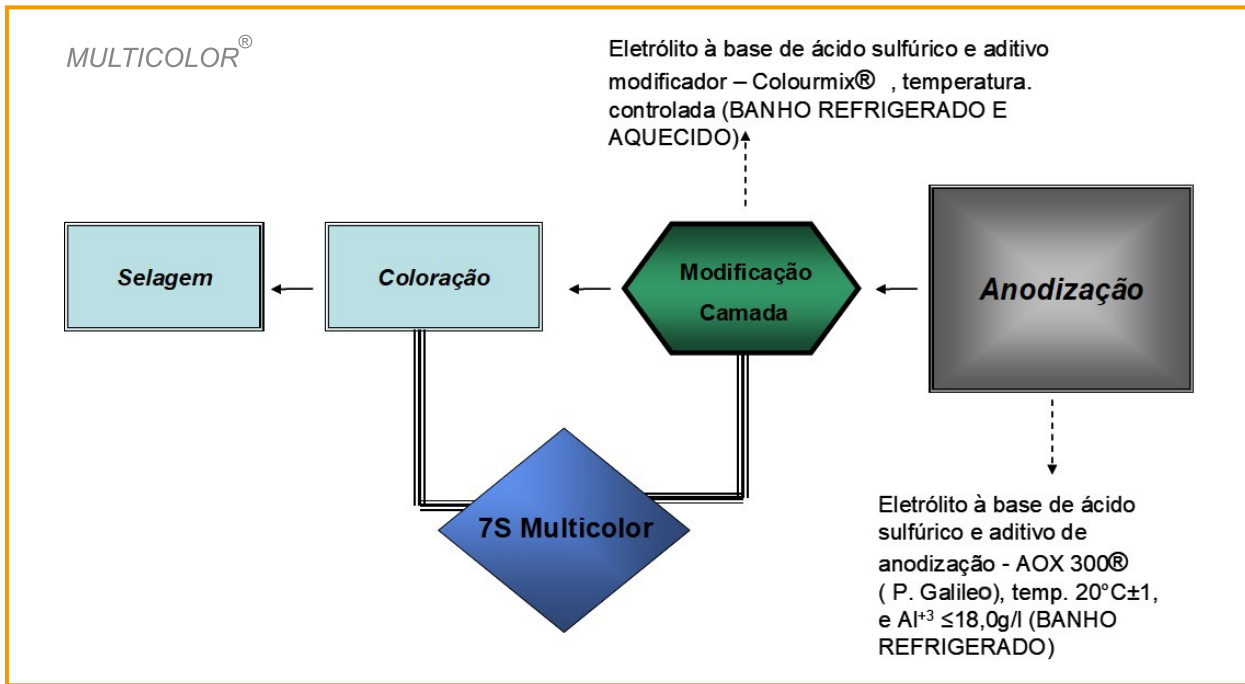 MULTICOLOR®
Eletrólito à base de ácido sulfúrico e aditivo
modificador – Colourmix® , temperatura.
controlada (BANHO REFRIGERADO E
AQUECIDO)
Selagem
Coloração
Modificação
Camada
Anodização
7S Multicolor
Eletrólito à base de ácido
sulfúrico e aditivo de
anodização - AOX 300®
( P. Galileo), temp. 20°C±1,
e Al⁺³ ≤18,0g/l (BANHO
REFRIGERADO)